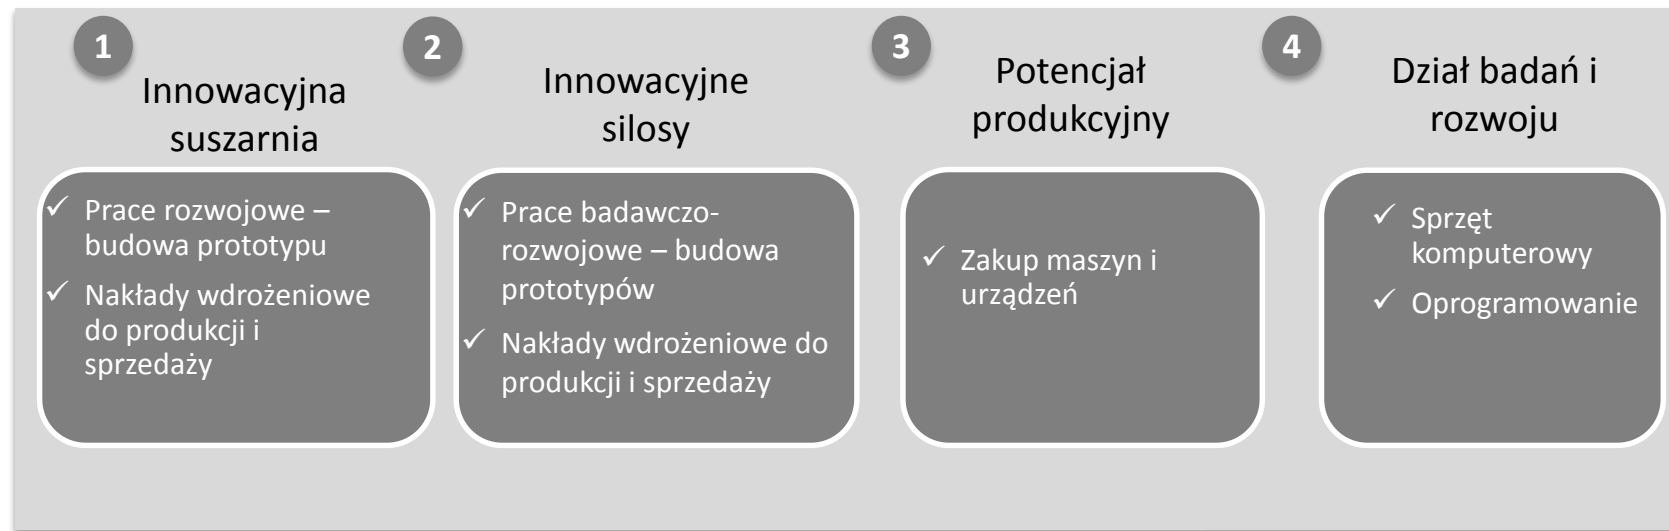 1
Innowacyjna
suszarnia
✓ Prace rozwojowe –
budowa prototypu
✓ Nakłady wdrożeniowe
do produkcji i
sprzedaży
2
Innowacyjne
silosy
✓ Prace badawczo-
rozwojowe – budowa
prototypów
✓ Nakłady wdrożeniowe do
produkcji i sprzedaży
3
Potencjał
produkcyjny
✓ Zakup maszyn i
urządzeń
4
Dział badań i
rozwoju
✓ Sprzęt
komputerowy
✓ Oprogramowanie